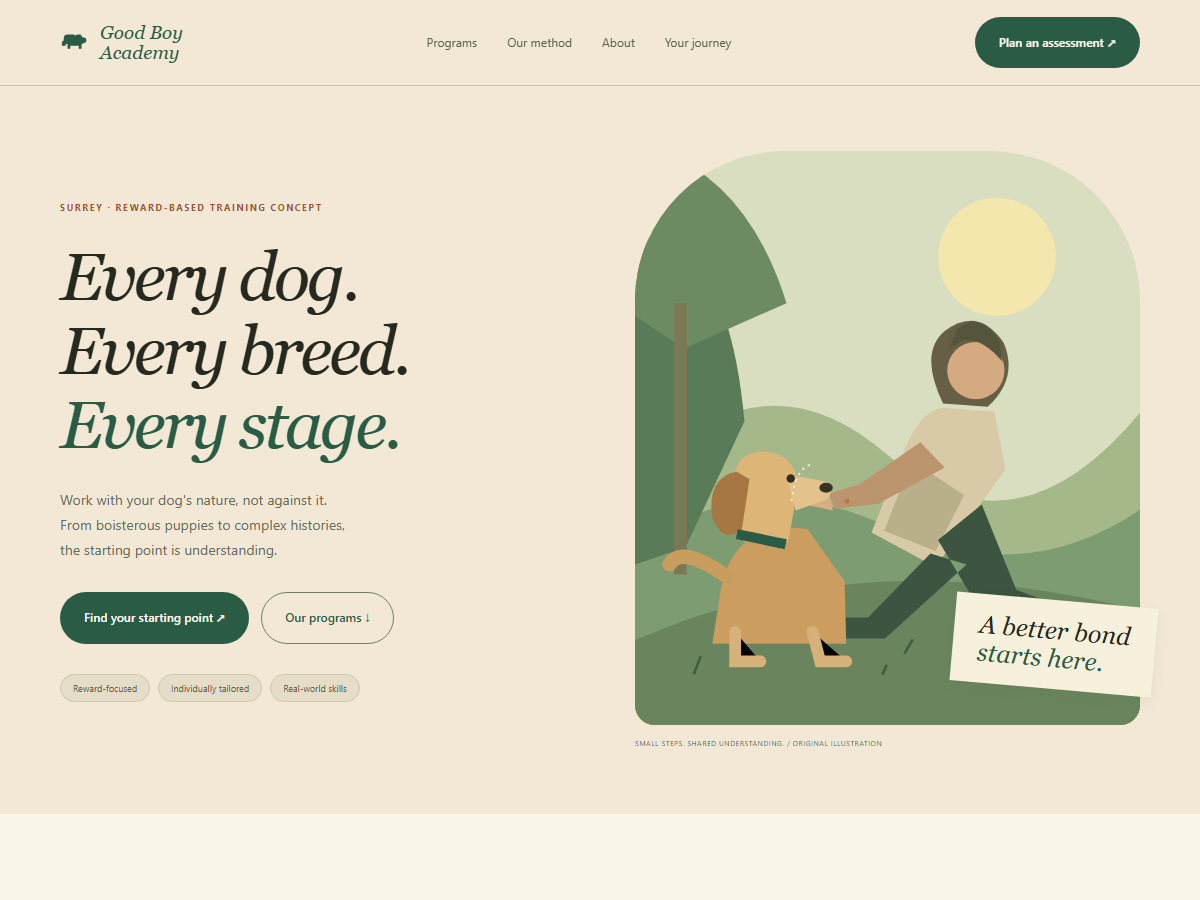 Good Boy
Academy
Programs
Our method
About
Your journey
Plan an assessment ↗
SURREY · REWARD-BASED TRAINING CONCEPT
Every dog.
Every breed.
Every stage.
Work with your dog's nature, not against it.
From boisterous puppies to complex histories,
the starting point is understanding.
Find your starting point ↗
Our programs ↓
Reward-focused
Individually tailored
Real-world skills
A better bond
starts here.
SMALL STEPS. SHARED UNDERSTANDING. / ORIGINAL ILLUSTRATION